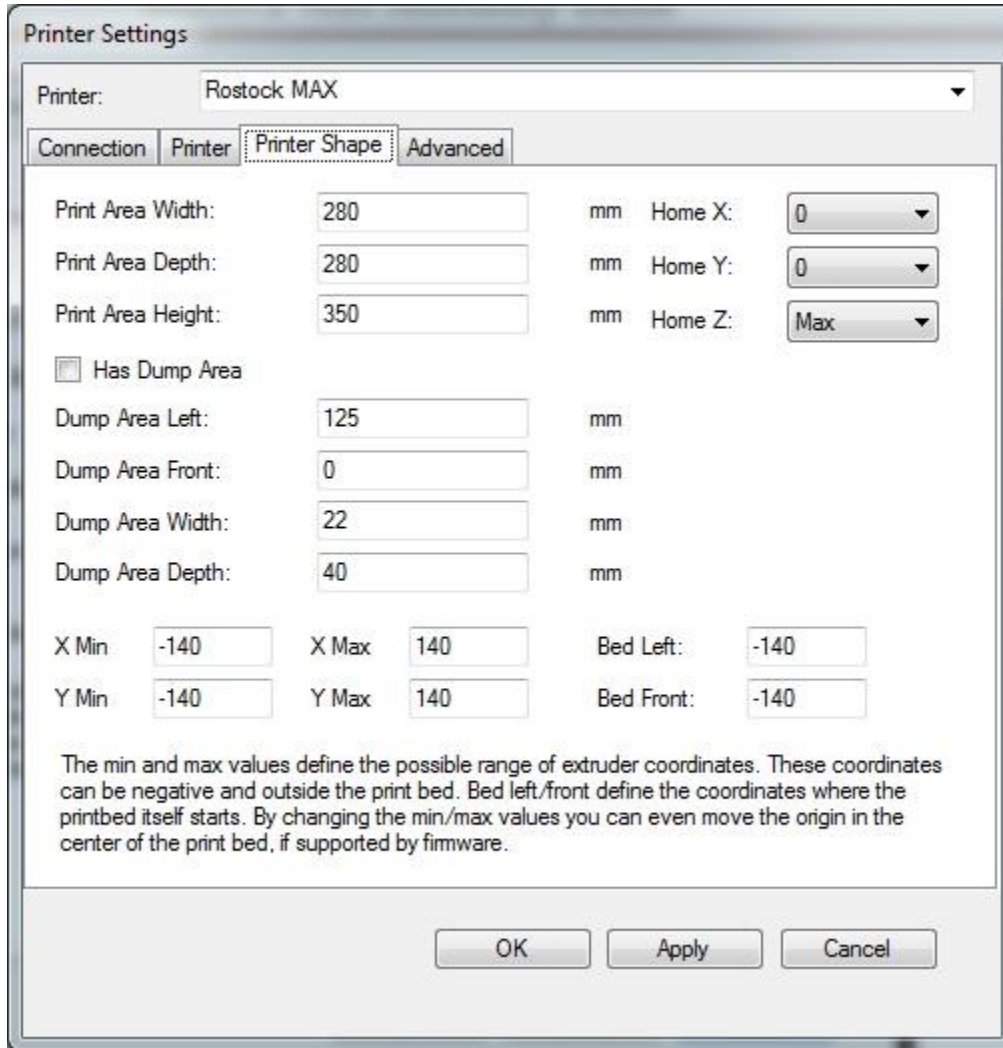 Printer Settings
Printer: Rostock MAX
Connection Printer Printer Shape Advanced
Print Area Width: 280 mm Home X: 0
Print Area Depth: 280 mm Home Y: 0
Print Area Height: 350 mm Home Z: Max
Has Dump Area
Dump Area Left: 125 mm
Dump Area Front: 0 mm
Dump Area Width: 22 mm
Dump Area Depth: 40 mm
X Min -140 X Max 140 Bed Left: -140
Y Min -140 Y Max 140 Bed Front: -140
The min and max values define the possible range of extruder coordinates. These coordinates
can be negative and outside the print bed. Bed left/front define the coordinates where the
printbed itself starts. By changing the min/max values you can even move the origin in the
center of the print bed, if supported by firmware.
OK Apply Cancel